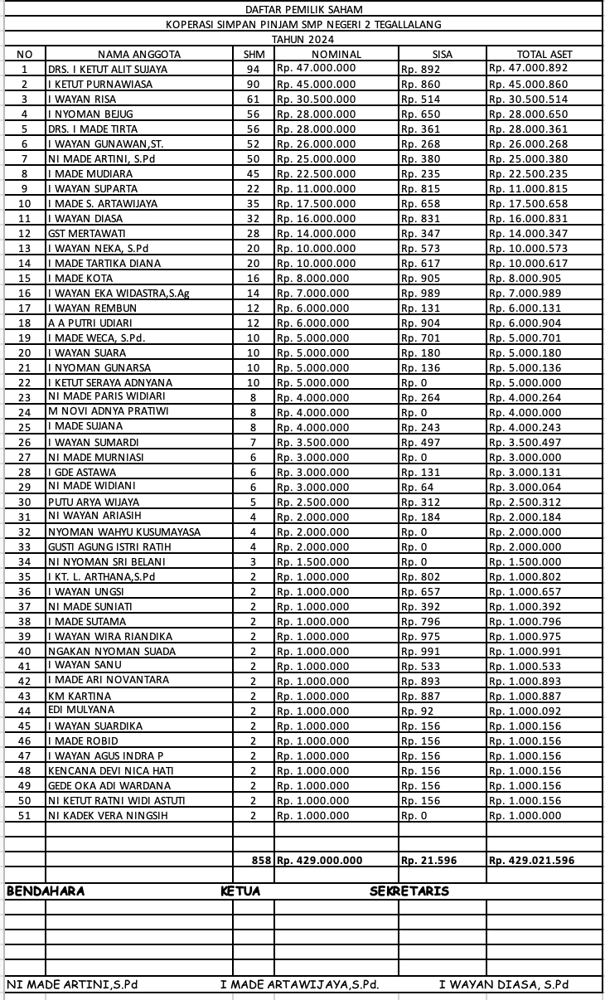 DAFTAR PEMILIK SAHAM
KOPERASI SIMPAN PINJAM SMP NEGERI 2 TEGALLALANG
TAHUN 2024
NO NAMA ANGGOTA SHM NOMINAL SISA TOTAL ASET
1 DRS. I KETUT ALIT SUJAYA 94 Rp. 47.000.000 Rp. 892 Rp. 47.000.892
2 I KETUT PURNAWIASA 90 Rp. 45.000.000 Rp. 860 Rp. 45.000.860
3 I WAYAN RISA 61 Rp. 30.500.000 Rp. 514 Rp. 30.500.514
4 I NYOMAN BEJUG 56 Rp. 28.000.000 Rp. 650 Rp. 28.000.650
5 DRS. I MADE TIRTA 56 Rp. 28.000.000 Rp. 361 Rp. 28.000.361
6 I WAYAN GUNAWAN,ST. 52 Rp. 26.000.000 Rp. 268 Rp. 26.000.268
7 NI MADE ARTINI, S.Pd 50 Rp. 25.000.000 Rp. 380 Rp. 25.000.380
8 I MADE MUDIARA 45 Rp. 22.500.000 Rp. 235 Rp. 22.500.235
9 I WAYAN SUPARTA 22 Rp. 11.000.000 Rp. 815 Rp. 11.000.815
10 I MADE S. ARTAWIJAYA 35 Rp. 17.500.000 Rp. 658 Rp. 17.500.658
11 I WAYAN DIASA 32 Rp. 16.000.000 Rp. 831 Rp. 16.000.831
12 GST MERTAWATI 28 Rp. 14.000.000 Rp. 347 Rp. 14.000.347
13 I WAYAN NEKA, S.Pd 20 Rp. 10.000.000 Rp. 573 Rp. 10.000.573
14 I MADE TARTIKA DIANA 20 Rp. 10.000.000 Rp. 617 Rp. 10.000.617
15 I MADE KOTA 16 Rp. 8.000.000 Rp. 905 Rp. 8.000.905
16 I WAYAN EKA WIDASTRA,S.Ag 14 Rp. 7.000.000 Rp. 989 Rp. 7.000.989
17 I WAYAN REMBUN 12 Rp. 6.000.000 Rp. 131 Rp. 6.000.131
18 A A PUTRI UDIARI 12 Rp. 6.000.000 Rp. 904 Rp. 6.000.904
19 I MADE WECA, S.Pd. 10 Rp. 5.000.000 Rp. 701 Rp. 5.000.701
20 I WAYAN SUARA 10 Rp. 5.000.000 Rp. 180 Rp. 5.000.180
21 I NYOMAN GUNARSA 10 Rp. 5.000.000 Rp. 136 Rp. 5.000.136
22 I KETUT SERAYA ADNYANA 10 Rp. 5.000.000 Rp. 0 Rp. 5.000.000
23 NI MADE PARIS WIDIARI 8 Rp. 4.000.000 Rp. 264 Rp. 4.000.264
24 M NOVI ADNYA PRATIWI 8 Rp. 4.000.000 Rp. 0 Rp. 4.000.000
25 I MADE SUJANA 8 Rp. 4.000.000 Rp. 243 Rp. 4.000.243
26 I WAYAN SUMARDI 7 Rp. 3.500.000 Rp. 497 Rp. 3.500.497
27 NI MADE MURNIASI 6 Rp. 3.000.000 Rp. 0 Rp. 3.000.000
28 I GDE ASTAWA 6 Rp. 3.000.000 Rp. 131 Rp. 3.000.131
29 NI MADE WIDIANI 6 Rp. 3.000.000 Rp. 64 Rp. 3.000.064
30 PUTU ARYA WIJAYA 5 Rp. 2.500.000 Rp. 312 Rp. 2.500.312
31 NI WAYAN ARIASIH 4 Rp. 2.000.000 Rp. 184 Rp. 2.000.184
32 NYOMAN WAHYU KUSUMAYASA 4 Rp. 2.000.000 Rp. 0 Rp. 2.000.000
33 GUSTI AGUNG ISTRI RATIH 4 Rp. 2.000.000 Rp. 0 Rp. 2.000.000
34 NI NYOMAN SRI BELANI 3 Rp. 1.500.000 Rp. 0 Rp. 1.500.000
35 I KT. L. ARTHANA,S.Pd 2 Rp. 1.000.000 Rp. 802 Rp. 1.000.802
36 I WAYAN UNGSI 2 Rp. 1.000.000 Rp. 657 Rp. 1.000.657
37 NI MADE SUNIATI 2 Rp. 1.000.000 Rp. 392 Rp. 1.000.392
38 I MADE SUTAMA 2 Rp. 1.000.000 Rp. 796 Rp. 1.000.796
39 I WAYAN WIRA RIANDIKA 2 Rp. 1.000.000 Rp. 975 Rp. 1.000.975
40 NGAKAN NYOMAN SUADA 2 Rp. 1.000.000 Rp. 991 Rp. 1.000.991
41 I WAYAN SANU 2 Rp. 1.000.000 Rp. 533 Rp. 1.000.533
42 I MADE ARI NOVANTARA 2 Rp. 1.000.000 Rp. 893 Rp. 1.000.893
43 KM KARTINA 2 Rp. 1.000.000 Rp. 887 Rp. 1.000.887
44 EDI MULYANA 2 Rp. 1.000.000 Rp. 92 Rp. 1.000.092
45 I WAYAN SUARDIKA 2 Rp. 1.000.000 Rp. 156 Rp. 1.000.156
46 I MADE ROBID 2 Rp. 1.000.000 Rp. 156 Rp. 1.000.156
47 I WAYAN AGUS INDRA P 2 Rp. 1.000.000 Rp. 156 Rp. 1.000.156
48 KENCANA DEVI NICA HATI 2 Rp. 1.000.000 Rp. 156 Rp. 1.000.156
49 GEDE OKA ADI WARDANA 2 Rp. 1.000.000 Rp. 156 Rp. 1.000.156
50 NI KETUT RATNI WIDI ASTUTI 2 Rp. 1.000.000 Rp. 156 Rp. 1.000.156
51 NI KADEK VERA NINGSIH 2 Rp. 1.000.000 Rp. 0 Rp. 1.000.000
858 Rp. 429.000.000 Rp. 21.596 Rp. 429.021.596
BENDAHARA KETUA SEKRETARIS
NI MADE ARTINI,S.Pd I MADE ARTAWIJAYA,S.Pd. I WAYAN DIASA, S.Pd